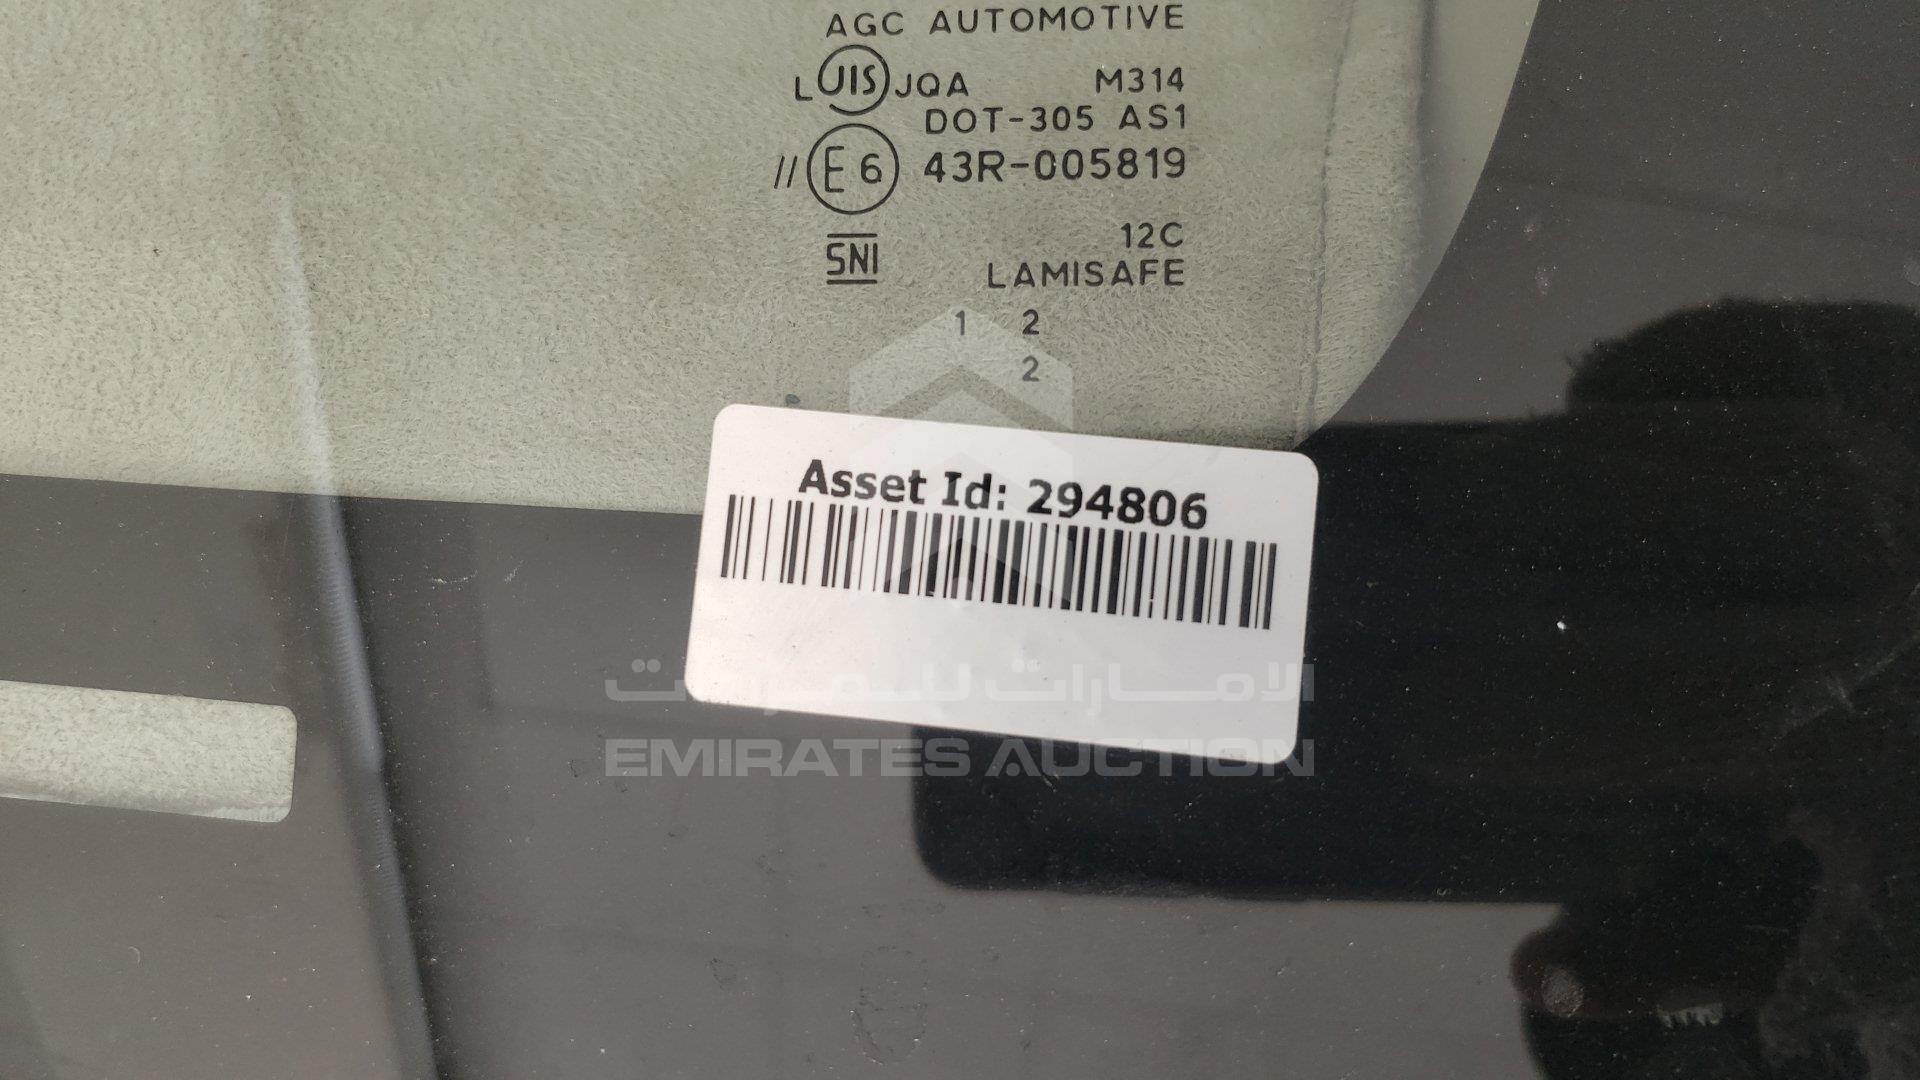 AGC AUTOMOTIVE
L JIS JQA M314
DOT-305 AS1
// E6 43R-005819
12C
SNI LAMISAFE
1 2
2
Asset Id: 294806
الامارات للمزادات
EMIRATES AUCTION